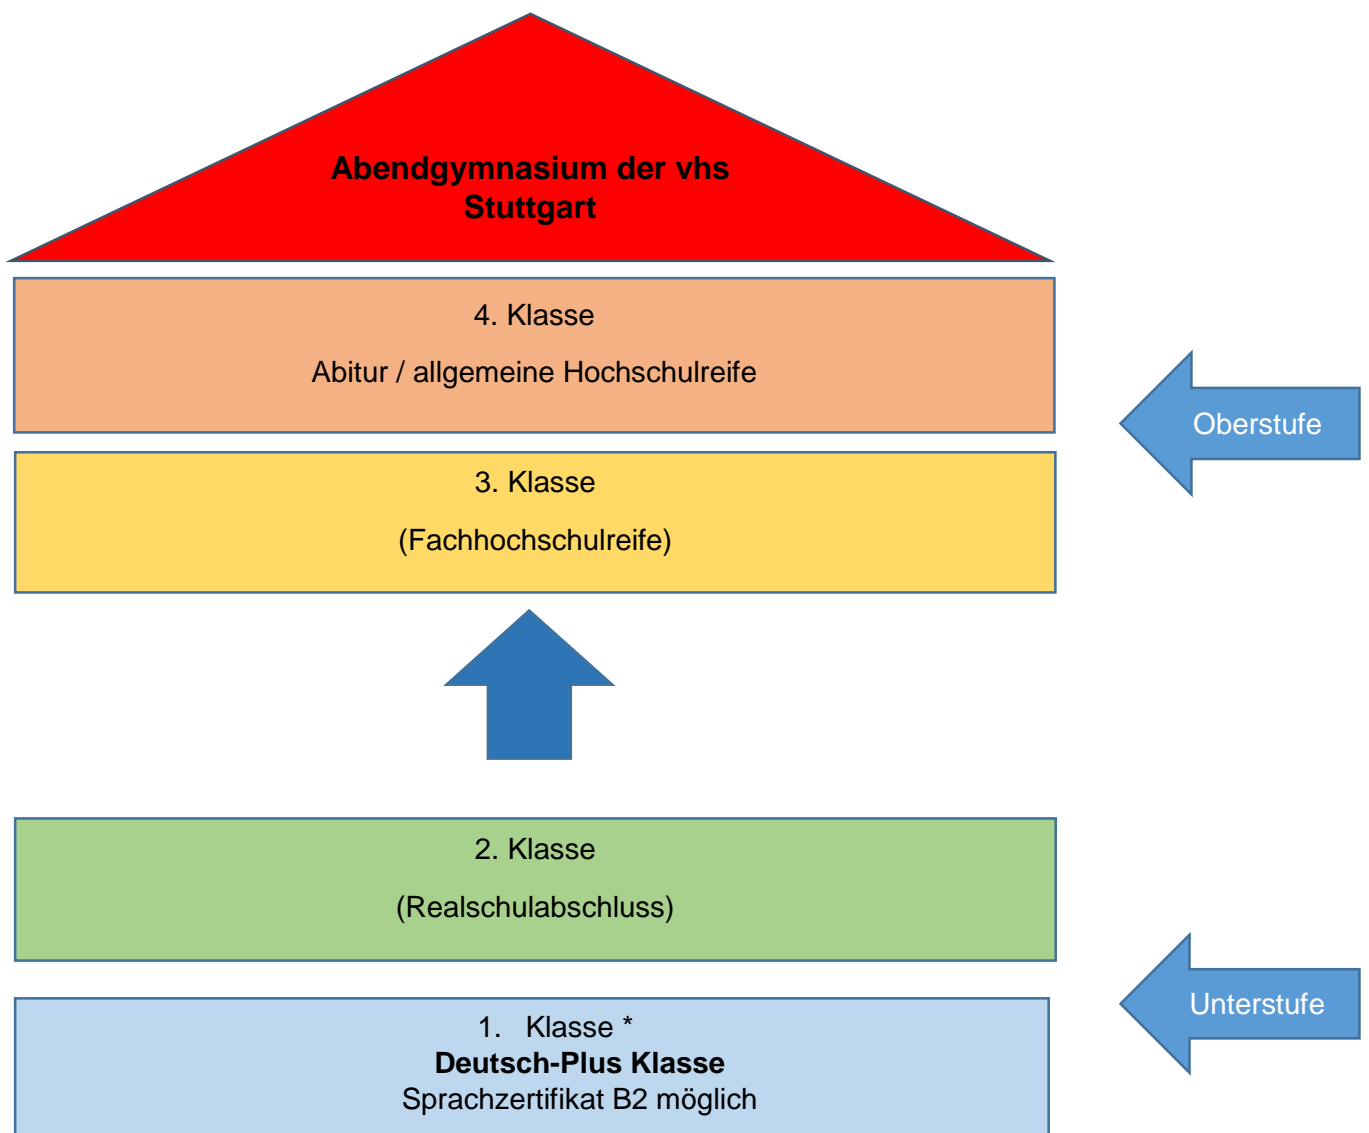 Abendgymnasium der vhs
Stuttgart
4. Klasse
Abitur / allgemeine Hochschulreife
Oberstufe
3. Klasse
(Fachhochschulreife)
2. Klasse
(Realschulabschluss)
Unterstufe
1. Klasse *
Deutsch-Plus Klasse
Sprachzertifikat B2 möglich